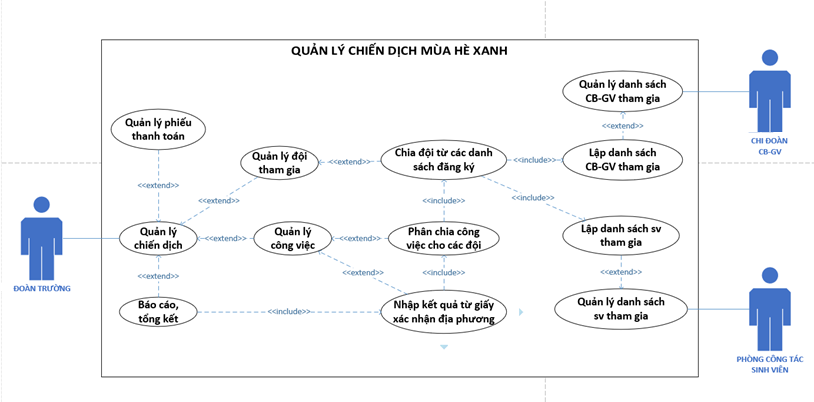 QUẢN LÝ CHIẾN DỊCH MÙA HÈ XANH
Quản lý danh sách
CB-GV tham gia
CHI ĐOÀN
CB-GV
<<extend>>
Quản lý phiếu
thanh toán
Quản lý đội
tham gia
<<extend>>
Chia đội từ các danh
sách đăng ký
<<include>>
Lập danh sách
CB-GV tham gia
<<extend>>
<<extend>>
<<include>>
<<include>>
Quản lý
chiến dịch
<<extend>>
Quản lý
công việc
<<extend>>
Phân chia công
việc cho các đội
Lập danh sách sv
tham gia
ĐOÀN TRƯỜNG
<<extend>>
<<extend>>
<<include>>
<<extend>>
Báo cáo,
tổng kết
<<include>>
Nhập kết quả từ giấy
xác nhận địa phương
Quản lý danh sách
sv tham gia
PHÒNG CÔNG TÁC
SINH VIÊN